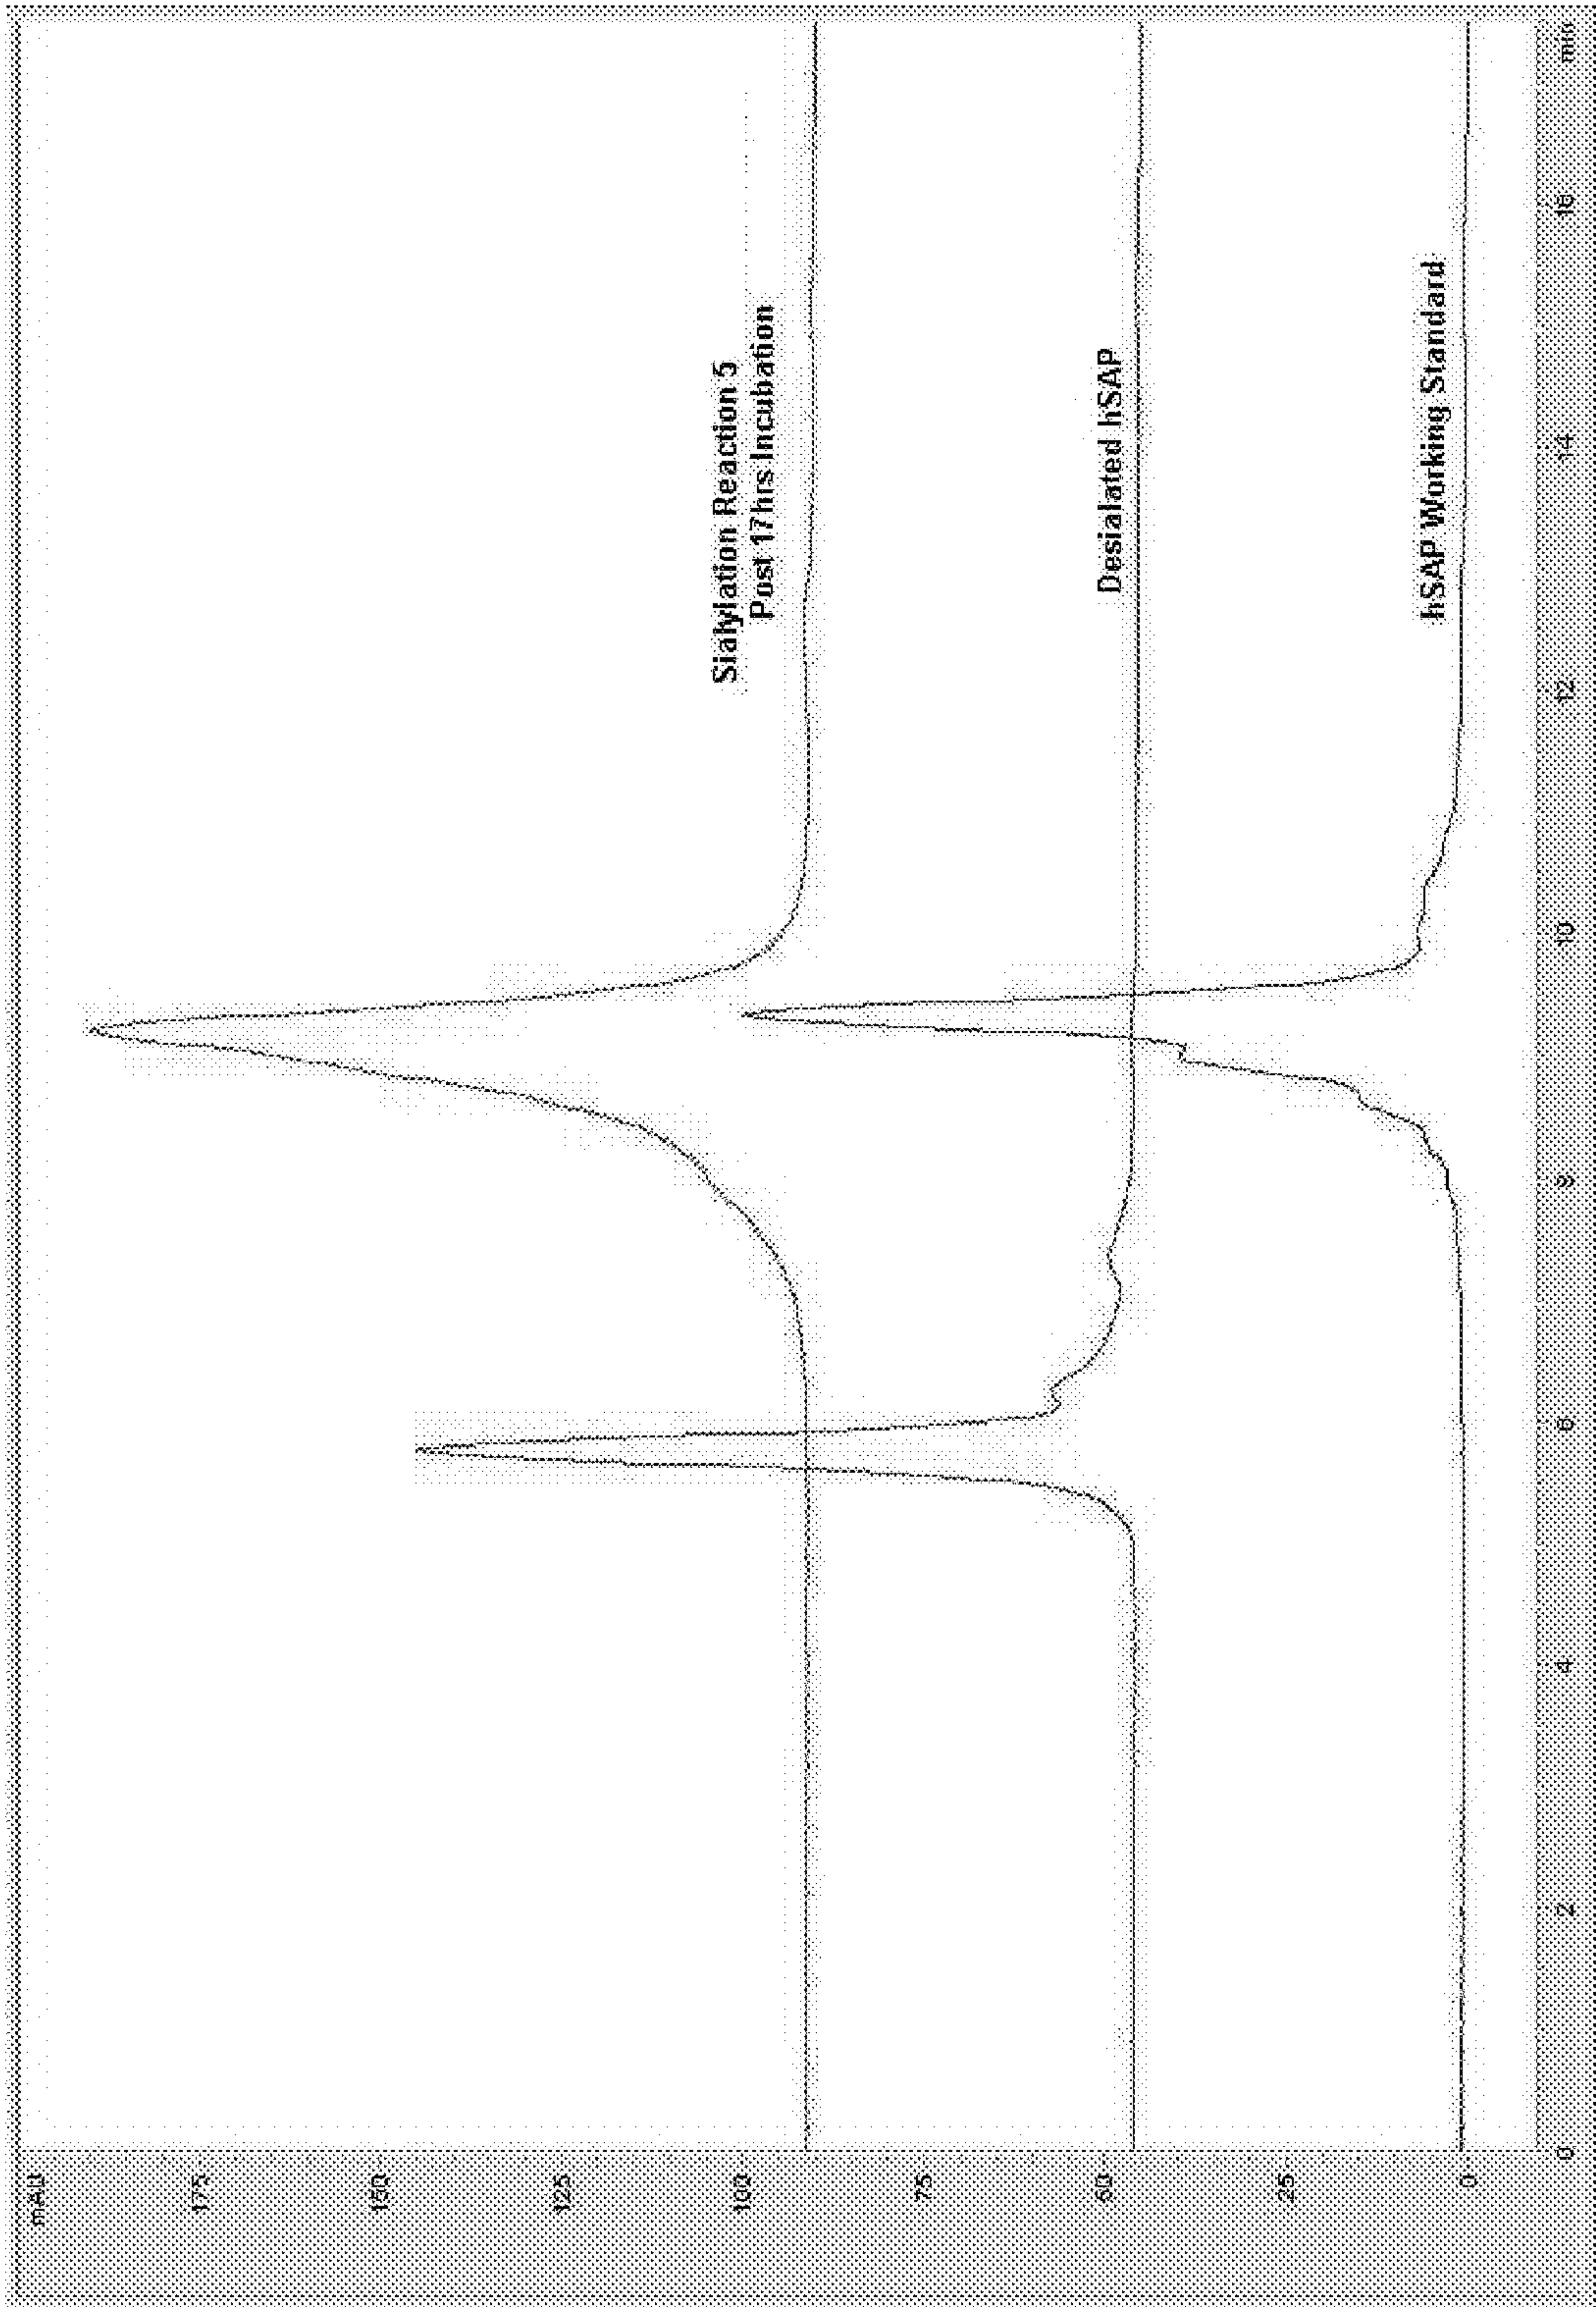 mAU
175
150
125
100
75
50
25
0
Sialylation Reaction 5
Post 17hrs Incubation
Desialated hSAP
hSAP Working Standard
0
2
4
6
8
10
12
14
16
min